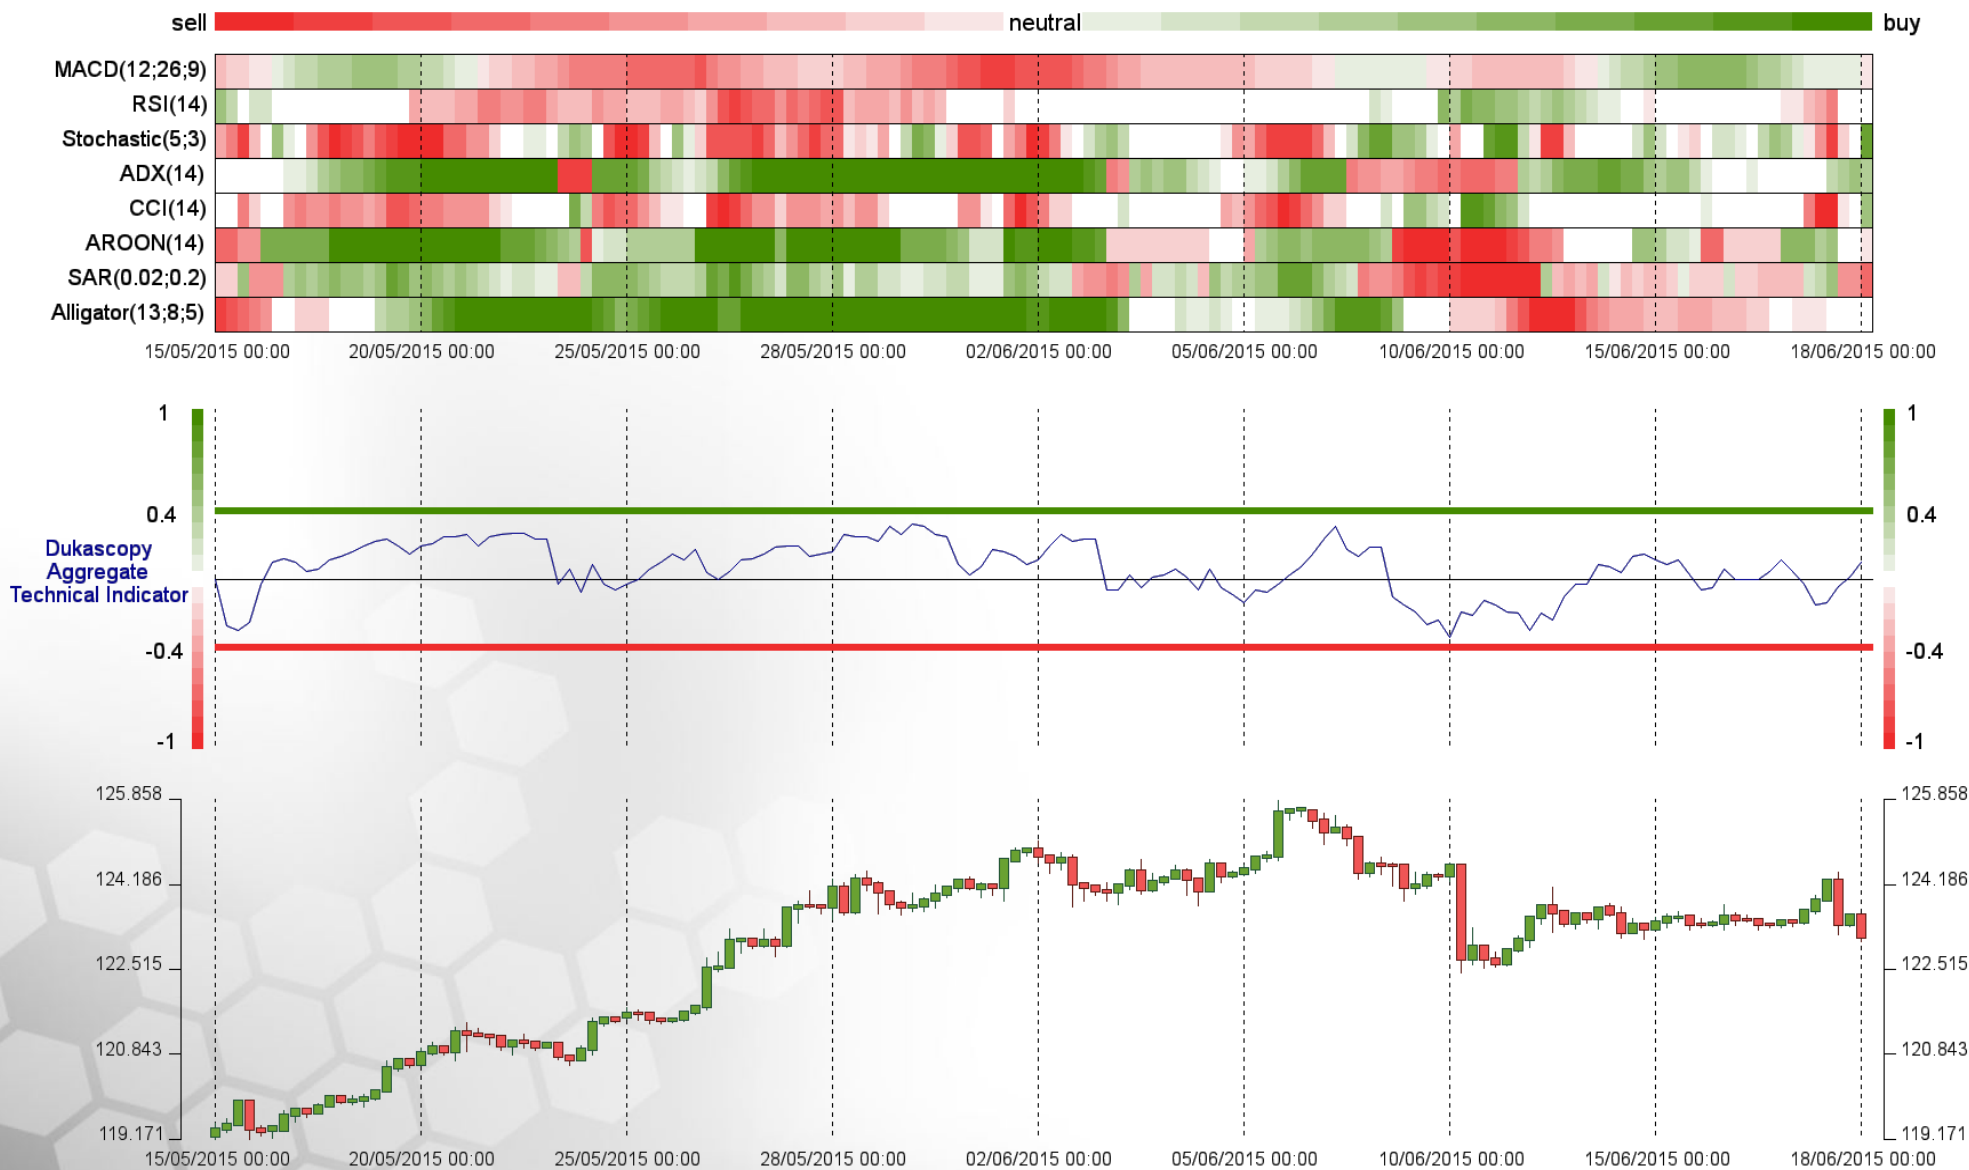 sell neutral buy
MACD(12;26;9)
RSI(14)
Stochastic(5;3)
ADX(14)
CCI(14)
AROON(14)
SAR(0.02;0.2)
Alligator(13;8;5)
15/05/2015 00:00 20/05/2015 00:00 25/05/2015 00:00 28/05/2015 00:00 02/06/2015 00:00 05/06/2015 00:00 10/06/2015 00:00 15/06/2015 00:00 18/06/2015 00:00
1 1
0.4 0.4
Dukascopy
Aggregate
Technical Indicator
-0.4 -0.4
-1 -1
125.858 125.858
124.186 124.186
122.515 122.515
120.843 120.843
119.171 119.171
15/05/2015 00:00 20/05/2015 00:00 25/05/2015 00:00 28/05/2015 00:00 02/06/2015 00:00 05/06/2015 00:00 10/06/2015 00:00 15/06/2015 00:00 18/06/2015 00:00